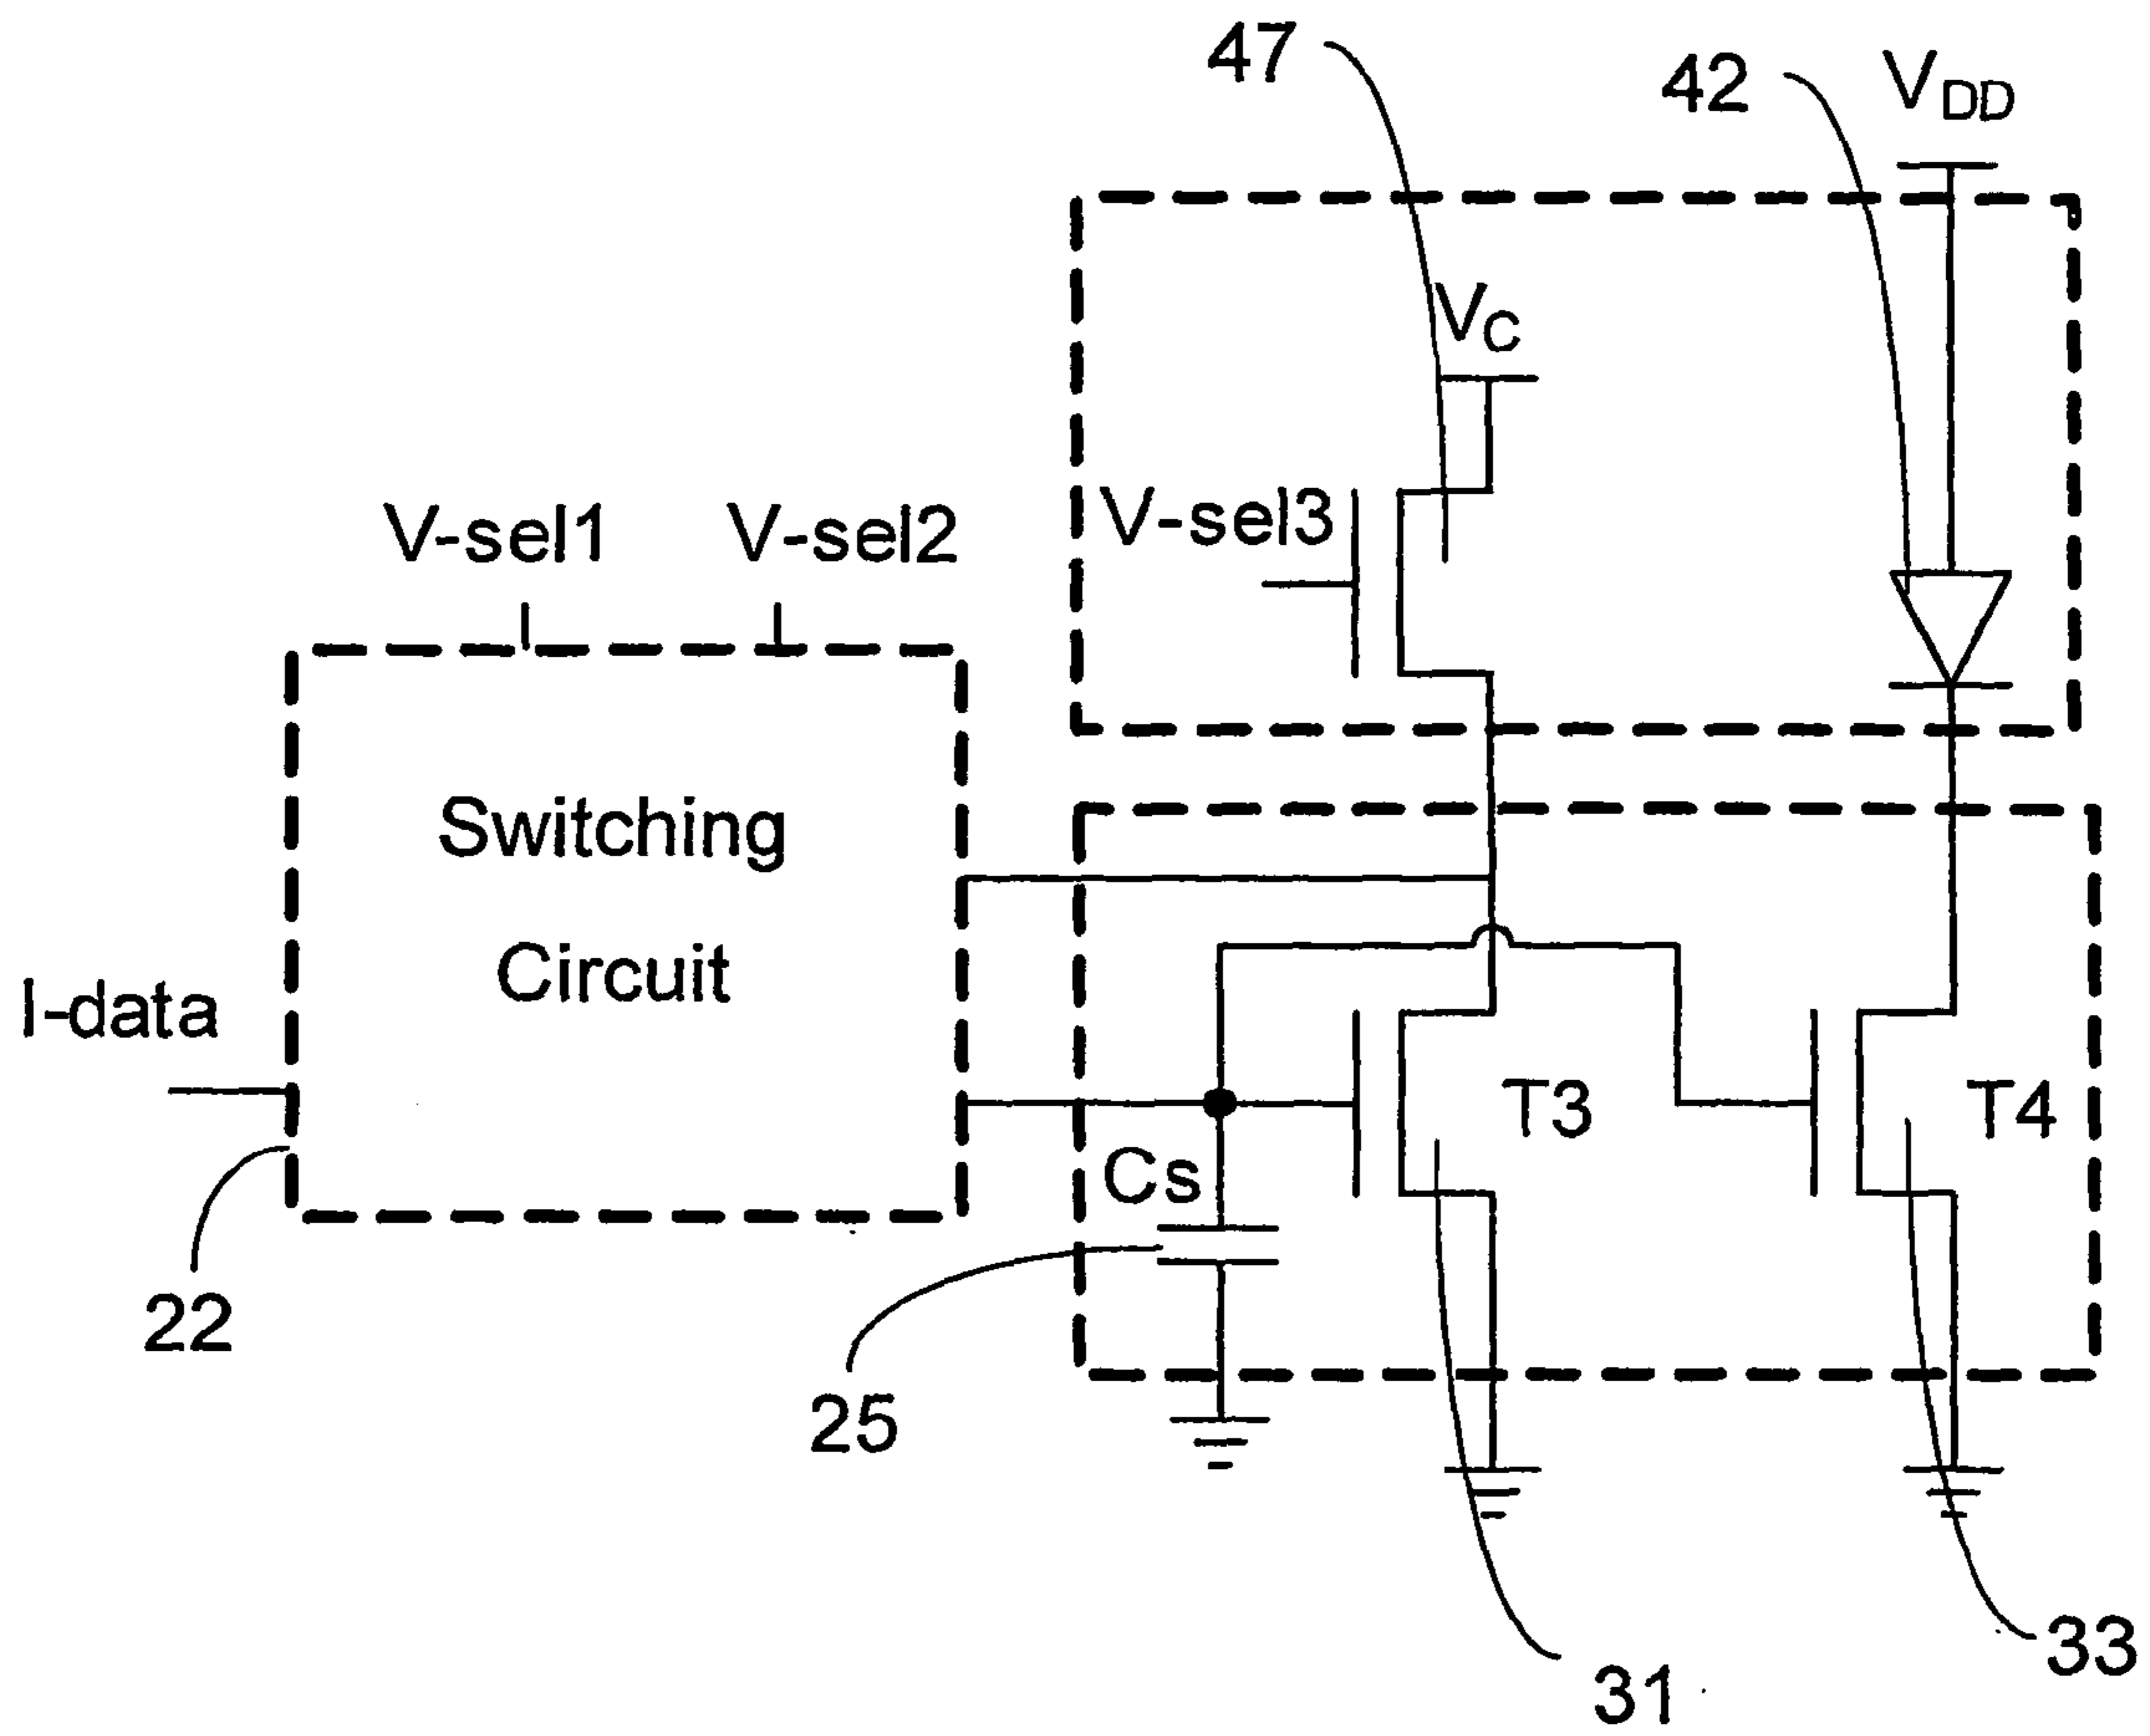 47
42
VDD
VC
V-sel1
V-sel2
V-sel3
Switching
Circuit
I-data
T3
T4
Cs
22
25
31
33